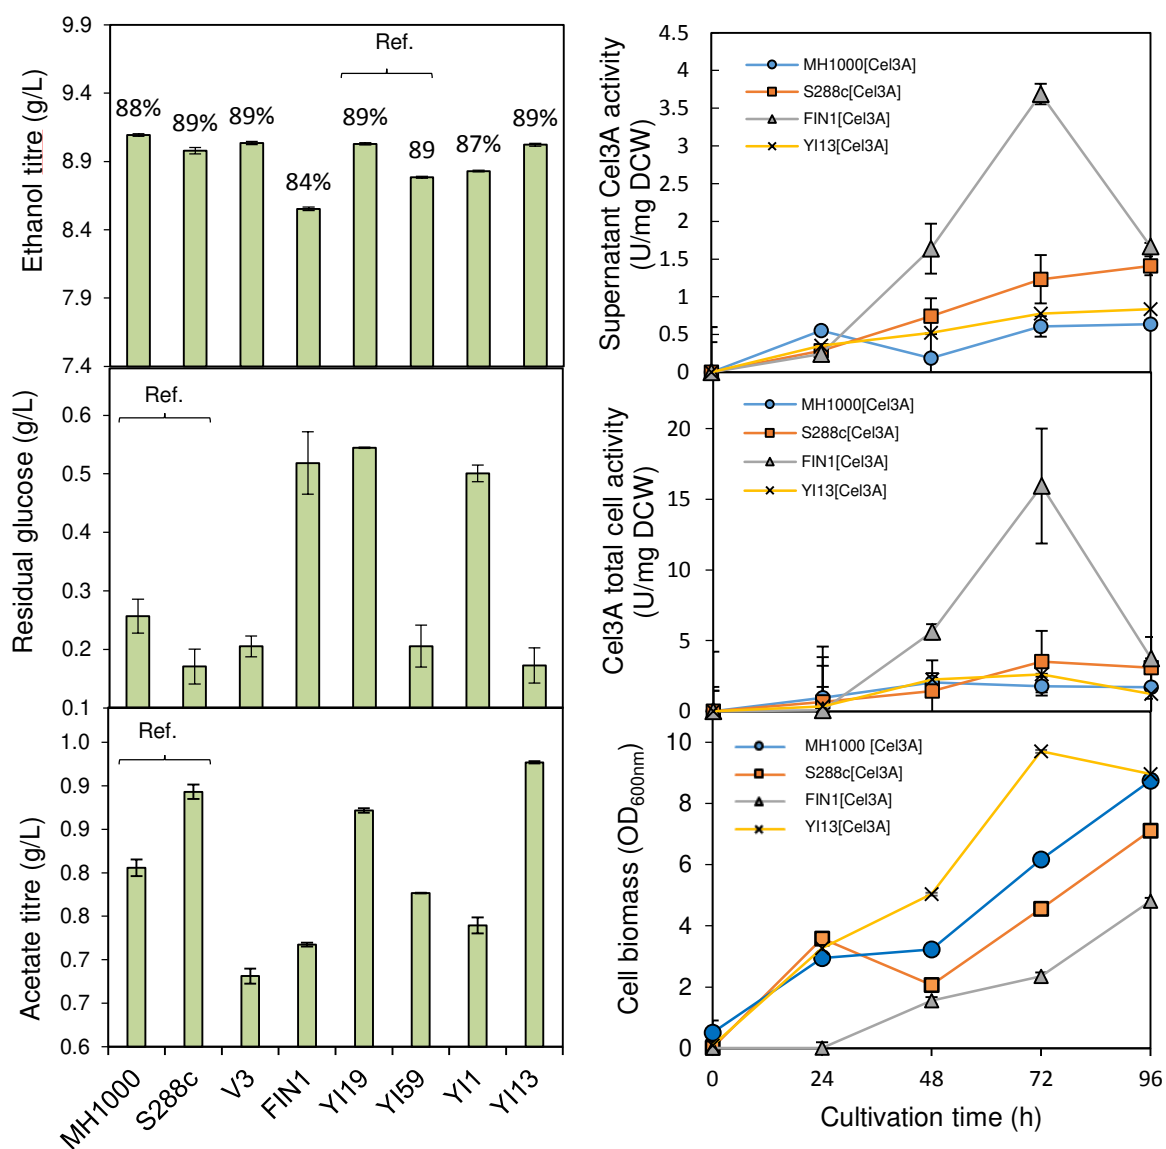 Ethanol titre (g/L)
9.9
9.4
8.9
8.4
7.9
7.4
Ref.
88%
89%
89%
84%
89%
89
87%
89%
Residual glucose (g/L)
0.6
0.5
0.4
0.3
0.2
0.1
Ref.
Acetate titre (g/L)
1.0
0.9
0.9
0.8
0.8
0.7
0.7
0.6
Ref.
MH1000
S288c
V3
FIN1
YI19
YI59
YI1
YI13
Supernatant Cel3A activity
(U/mg DCW)
4.5
4
3.5
3
2.5
2
1.5
1
0.5
0
MH1000[Cel3A]
S288c[Cel3A]
FIN1[Cel3A]
YI13[Cel3A]
Cel3A total cell activity
(U/mg DCW)
20
15
10
5
0
MH1000[Cel3A]
S288c[Cel3A]
FIN1[Cel3A]
YI13[Cel3A]
Cell biomass (OD600nm)
10
8
6
4
2
0
MH1000 [Cel3A]
S288c[Cel3A]
FIN1[Cel3A]
YI13[Cel3A]
0
24
48
72
96
Cultivation time (h)